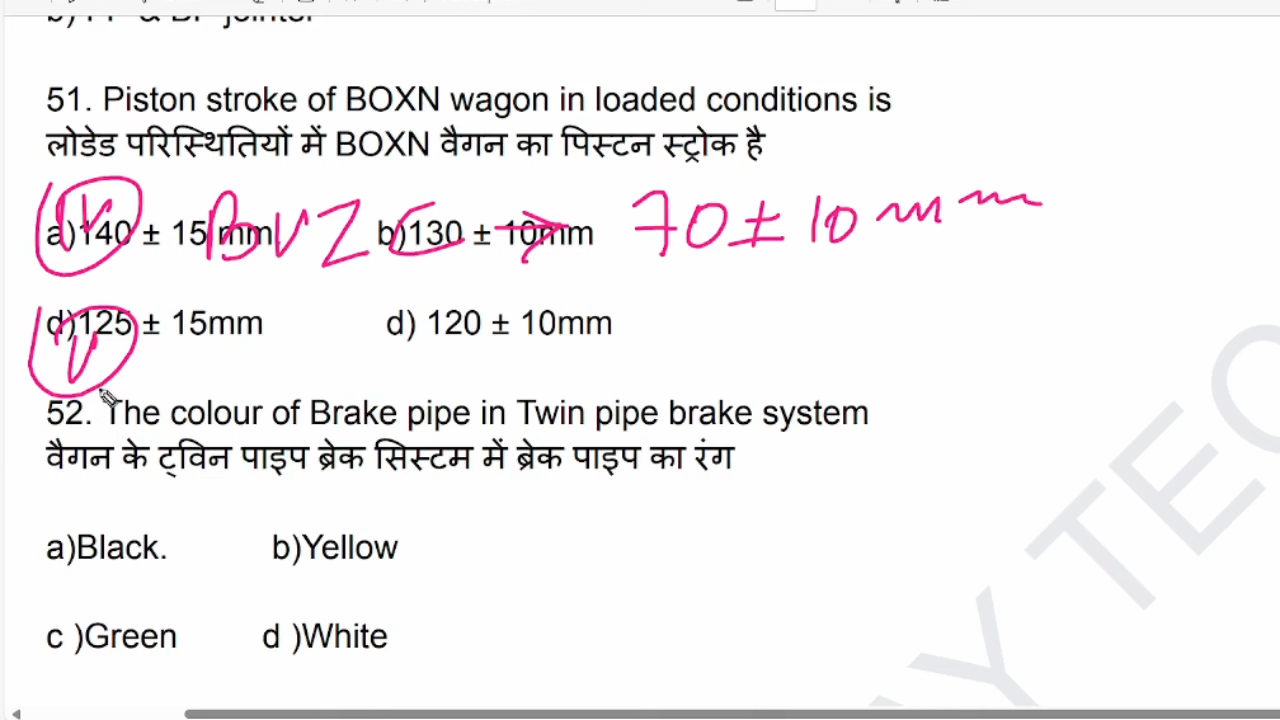 51. Piston stroke of BOXN wagon in loaded conditions is
लोडेड परिस्थितियों में BOXN वैगन का पिस्टन स्ट्रोक है
a)140 ± 15 mm b)130 ± 10mm
BVZC → 70 ± 10 mm
d)125 ± 15mm d) 120 ± 10mm
52. The colour of Brake pipe in Twin pipe brake system
वैगन के ट्विन पाइप ब्रेक सिस्टम में ब्रेक पाइप का रंग
a)Black. b)Yellow
c )Green d )White